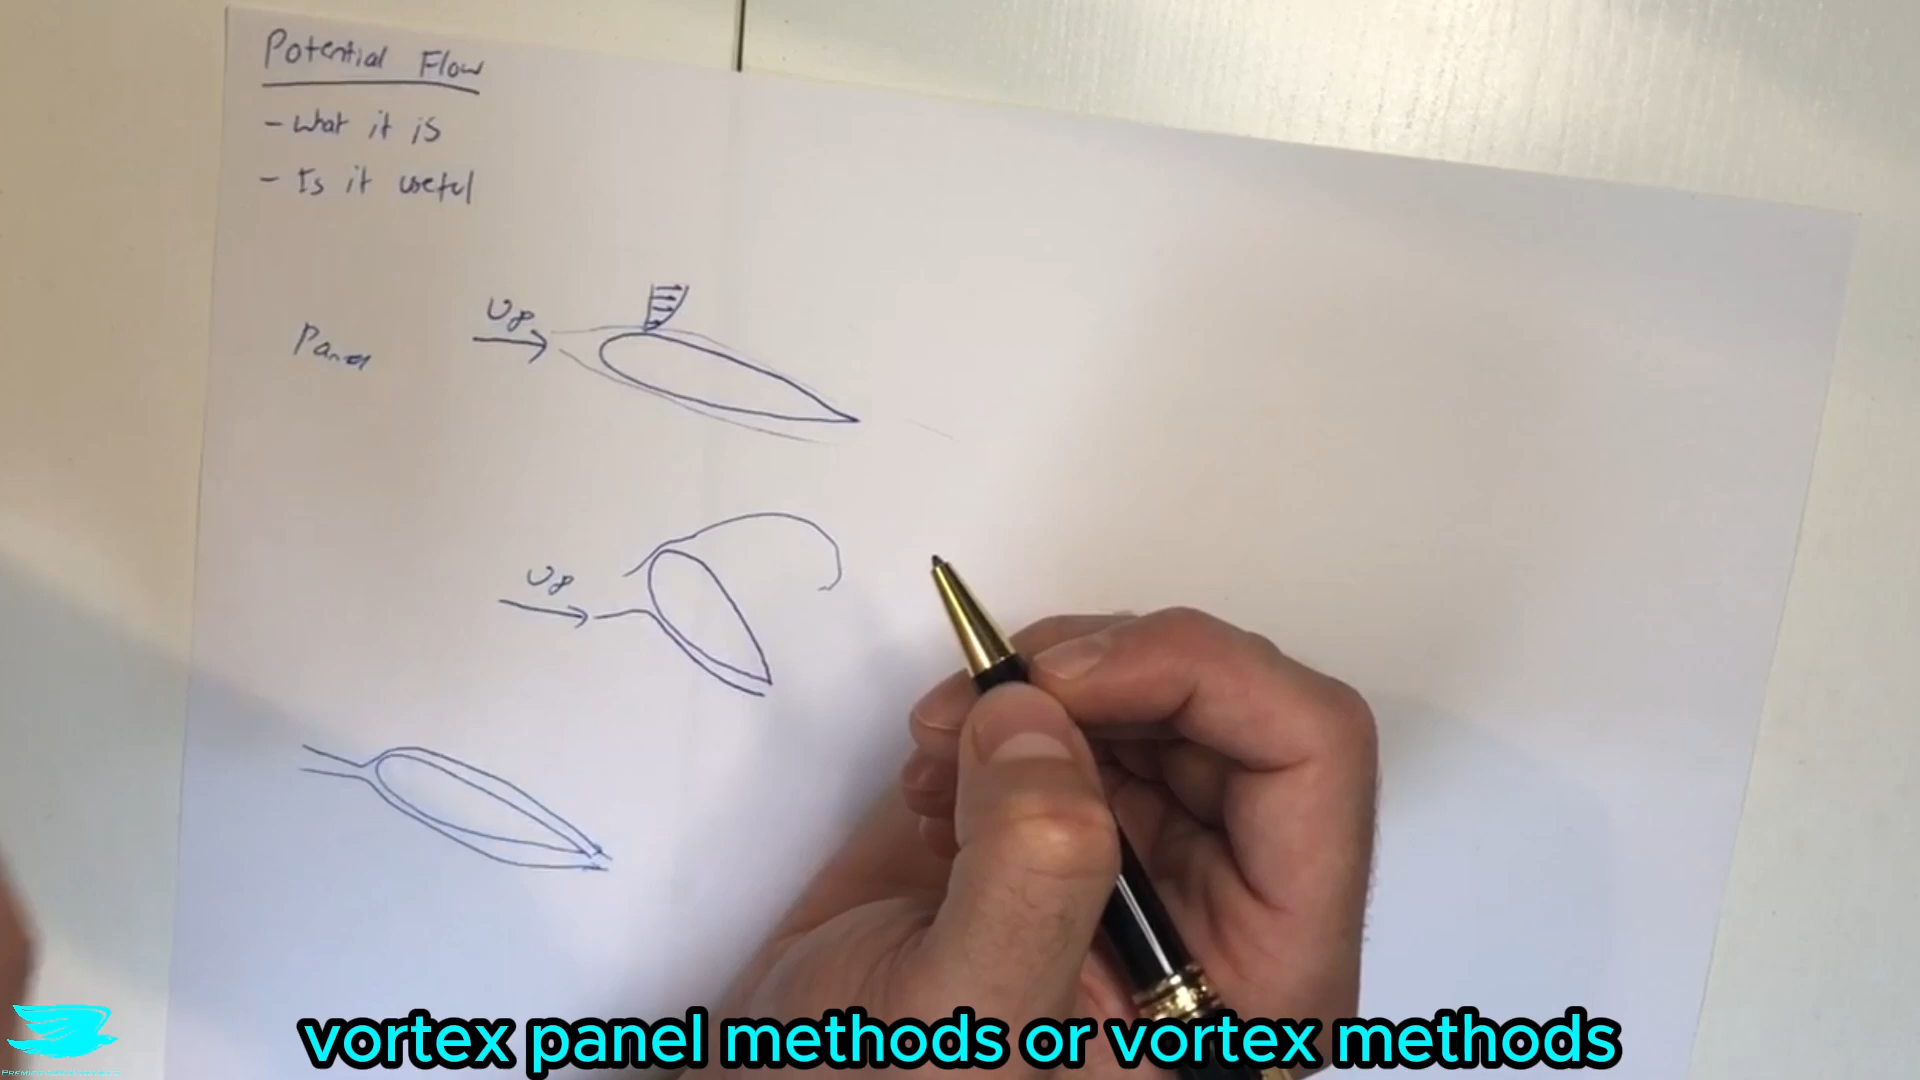 Potential Flow
- What it is
- Is it useful
U∞
Panel
U∞
vortex panel methods or vortex methods